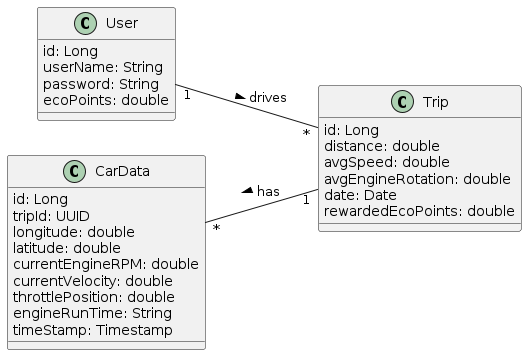 C User
id: Long
userName: String
password: String
ecoPoints: double
1
drives
*
C Trip
id: Long
distance: double
avgSpeed: double
avgEngineRotation: double
date: Date
rewardedEcoPoints: double
C CarData
id: Long
tripId: UUID
longitude: double
latitude: double
currentEngineRPM: double
currentVelocity: double
throttlePosition: double
engineRunTime: String
timeStamp: Timestamp
has
1
*